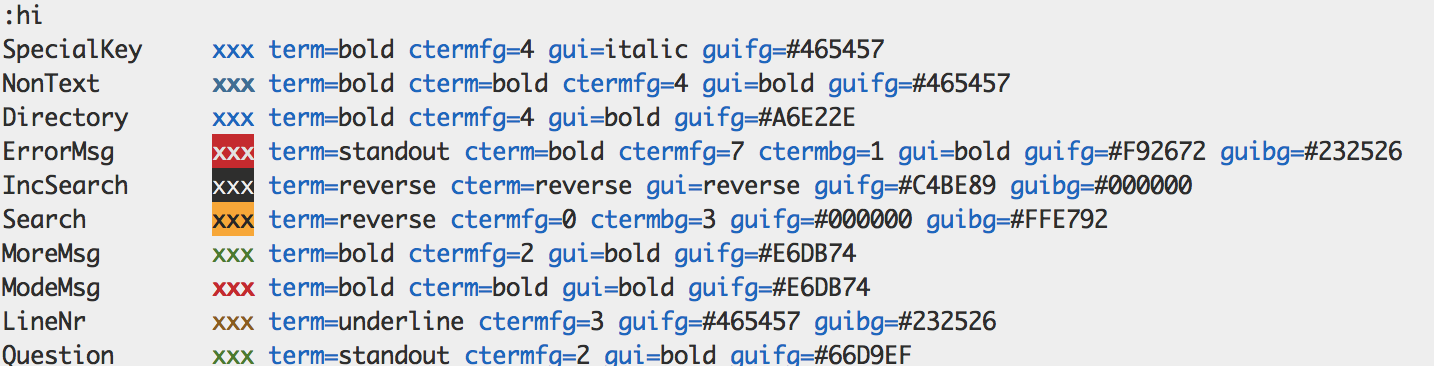 :hi
SpecialKey     xxx term=bold ctermfg=4 gui=italic guifg=#465457
NonText        xxx term=bold cterm=bold ctermfg=4 gui=bold guifg=#465457
Directory      xxx term=bold ctermfg=4 gui=bold guifg=#A6E22E
ErrorMsg       xxx term=standout cterm=bold ctermfg=7 ctermbg=1 gui=bold guifg=#F92672 guibg=#232526
IncSearch      xxx term=reverse cterm=reverse gui=reverse guifg=#C4BE89 guibg=#000000
Search         xxx term=reverse ctermfg=0 ctermbg=3 guifg=#000000 guibg=#FFE792
MoreMsg        xxx term=bold ctermfg=2 gui=bold guifg=#E6DB74
ModeMsg        xxx term=bold cterm=bold gui=bold guifg=#E6DB74
LineNr         xxx term=underline ctermfg=3 guifg=#465457 guibg=#232526
Question       xxx term=standout ctermfg=2 gui=bold guifg=#66D9EF